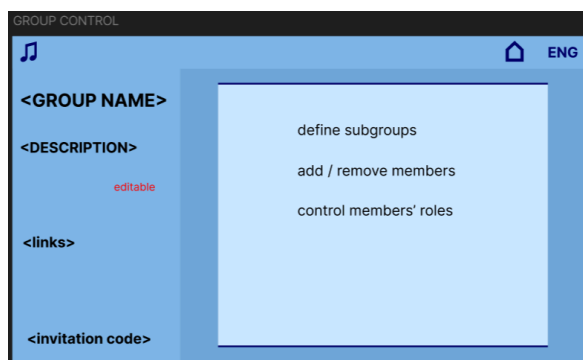 GROUP CONTROL
ENG
<GROUP NAME>
<DESCRIPTION>
editable
<links>
<invitation code>
define subgroups
add / remove members
control members’ roles